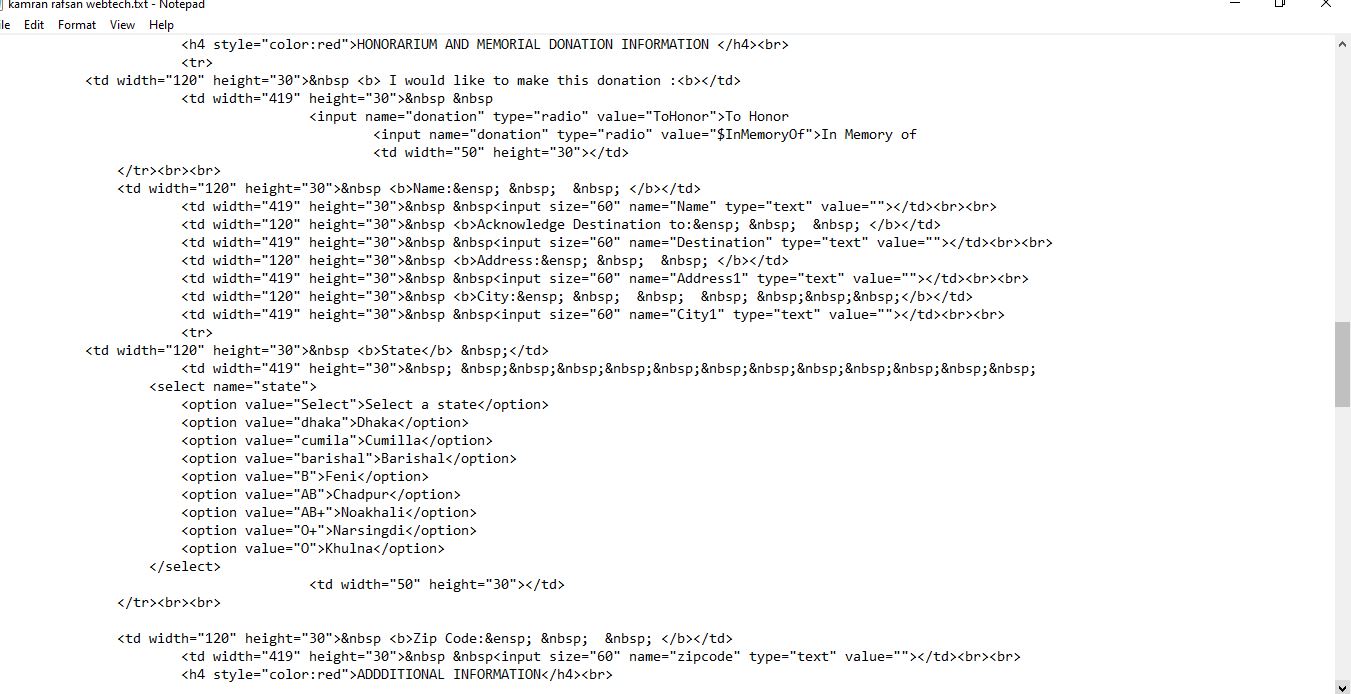 kamran rafsan webtech.txt - Notepad
ile Edit Format View Help
<h4 style="color:red">HONORARIUM AND MEMORIAL DONATION INFORMATION </h4><br>
<tr>
<td width="120" height="30">&nbsp <b> I would like to make this donation :<b></td>
<td width="419" height="30">&nbsp &nbsp
<input name="donation" type="radio" value="ToHonor">To Honor
<input name="donation" type="radio" value="$InMemoryOf">In Memory of
<td width="50" height="30"></td>
</tr><br><br>
<td width="120" height="30">&nbsp <b>Name:&ensp; &nbsp;  &nbsp; </b></td>
<td width="419" height="30">&nbsp &nbsp<input size="60" name="Name" type="text" value=""></td><br><br>
<td width="120" height="30">&nbsp <b>Acknowledge Destination to:&ensp; &nbsp;  &nbsp; </b></td>
<td width="419" height="30">&nbsp &nbsp<input size="60" name="Destination" type="text" value=""></td><br><br>
<td width="120" height="30">&nbsp <b>Address:&ensp; &nbsp;  &nbsp; </b></td>
<td width="419" height="30">&nbsp &nbsp<input size="60" name="Address1" type="text" value=""></td><br><br>
<td width="120" height="30">&nbsp <b>City:&ensp; &nbsp;  &nbsp;  &nbsp; &nbsp;&nbsp;&nbsp;</b></td>
<td width="419" height="30">&nbsp &nbsp<input size="60" name="City1" type="text" value=""></td><br><br>
<tr>
<td width="120" height="30">&nbsp <b>State</b> &nbsp;</td>
<td width="419" height="30">&nbsp; &nbsp;&nbsp;&nbsp;&nbsp;&nbsp;&nbsp;&nbsp;&nbsp;&nbsp;&nbsp;&nbsp;&nbsp;
<select name="state">
<option value="Select">Select a state</option>
<option value="dhaka">Dhaka</option>
<option value="cumila">Cumilla</option>
<option value="barishal">Barishal</option>
<option value="B">Feni</option>
<option value="AB">Chadpur</option>
<option value="AB+">Noakhali</option>
<option value="O+">Narsingdi</option>
<option value="O">Khulna</option>
</select>
<td width="50" height="30"></td>
</tr><br><br>
<td width="120" height="30">&nbsp <b>Zip Code:&ensp; &nbsp;  &nbsp; </b></td>
<td width="419" height="30">&nbsp &nbsp<input size="60" name="zipcode" type="text" value=""></td><br><br>
<h4 style="color:red">ADDDITIONAL INFORMATION</h4><br>